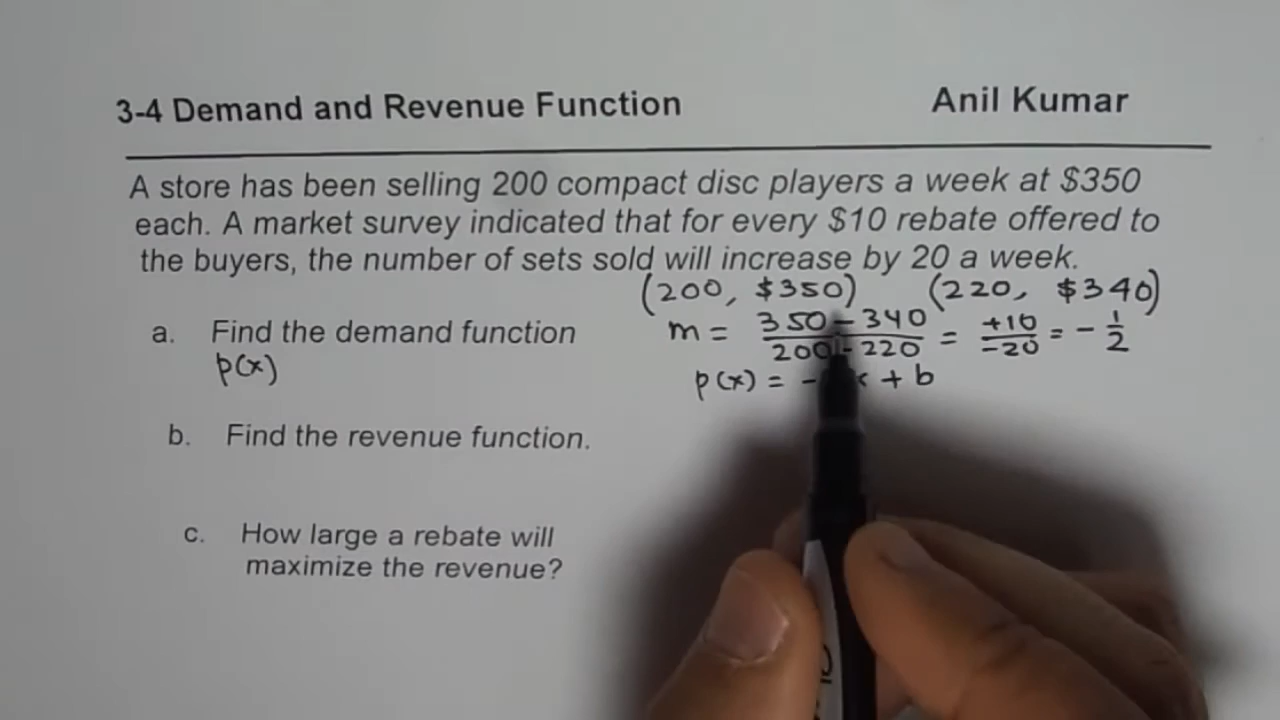 3-4 Demand and Revenue Function Anil Kumar
A store has been selling 200 compact disc players a week at $350
each. A market survey indicated that for every $10 rebate offered to
the buyers, the number of sets sold will increase by 20 a week.
(200, $350) (220, $340)
a. Find the demand function
p(x)
m = 350 - 340 / 200 - 220 = +10 / -20 = - 1/2
p(x) = - x + b
b. Find the revenue function.
c. How large a rebate will
maximize the revenue?